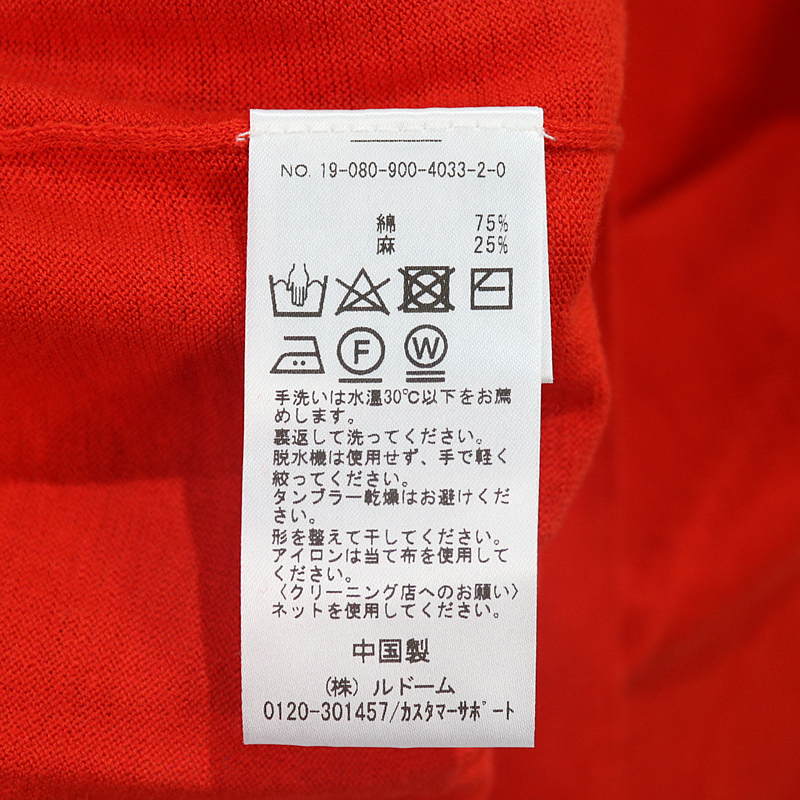 NO. 19-080-900-4033-2-0
綿 75%
麻 25%
F W
手洗いは水温30℃以下をお薦
めします。
裏返して洗ってください。
脱水機は使用せず、手で軽く
絞ってください。
タンブラー乾燥はお避けくだ
さい。
形を整えて干してください。
アイロンは当て布を使用して
ください。
〈クリーニング店へのお願い〉
ネットを使用してください。
中国製
(株) ルドーム
0120-301457/カスタマーサポート